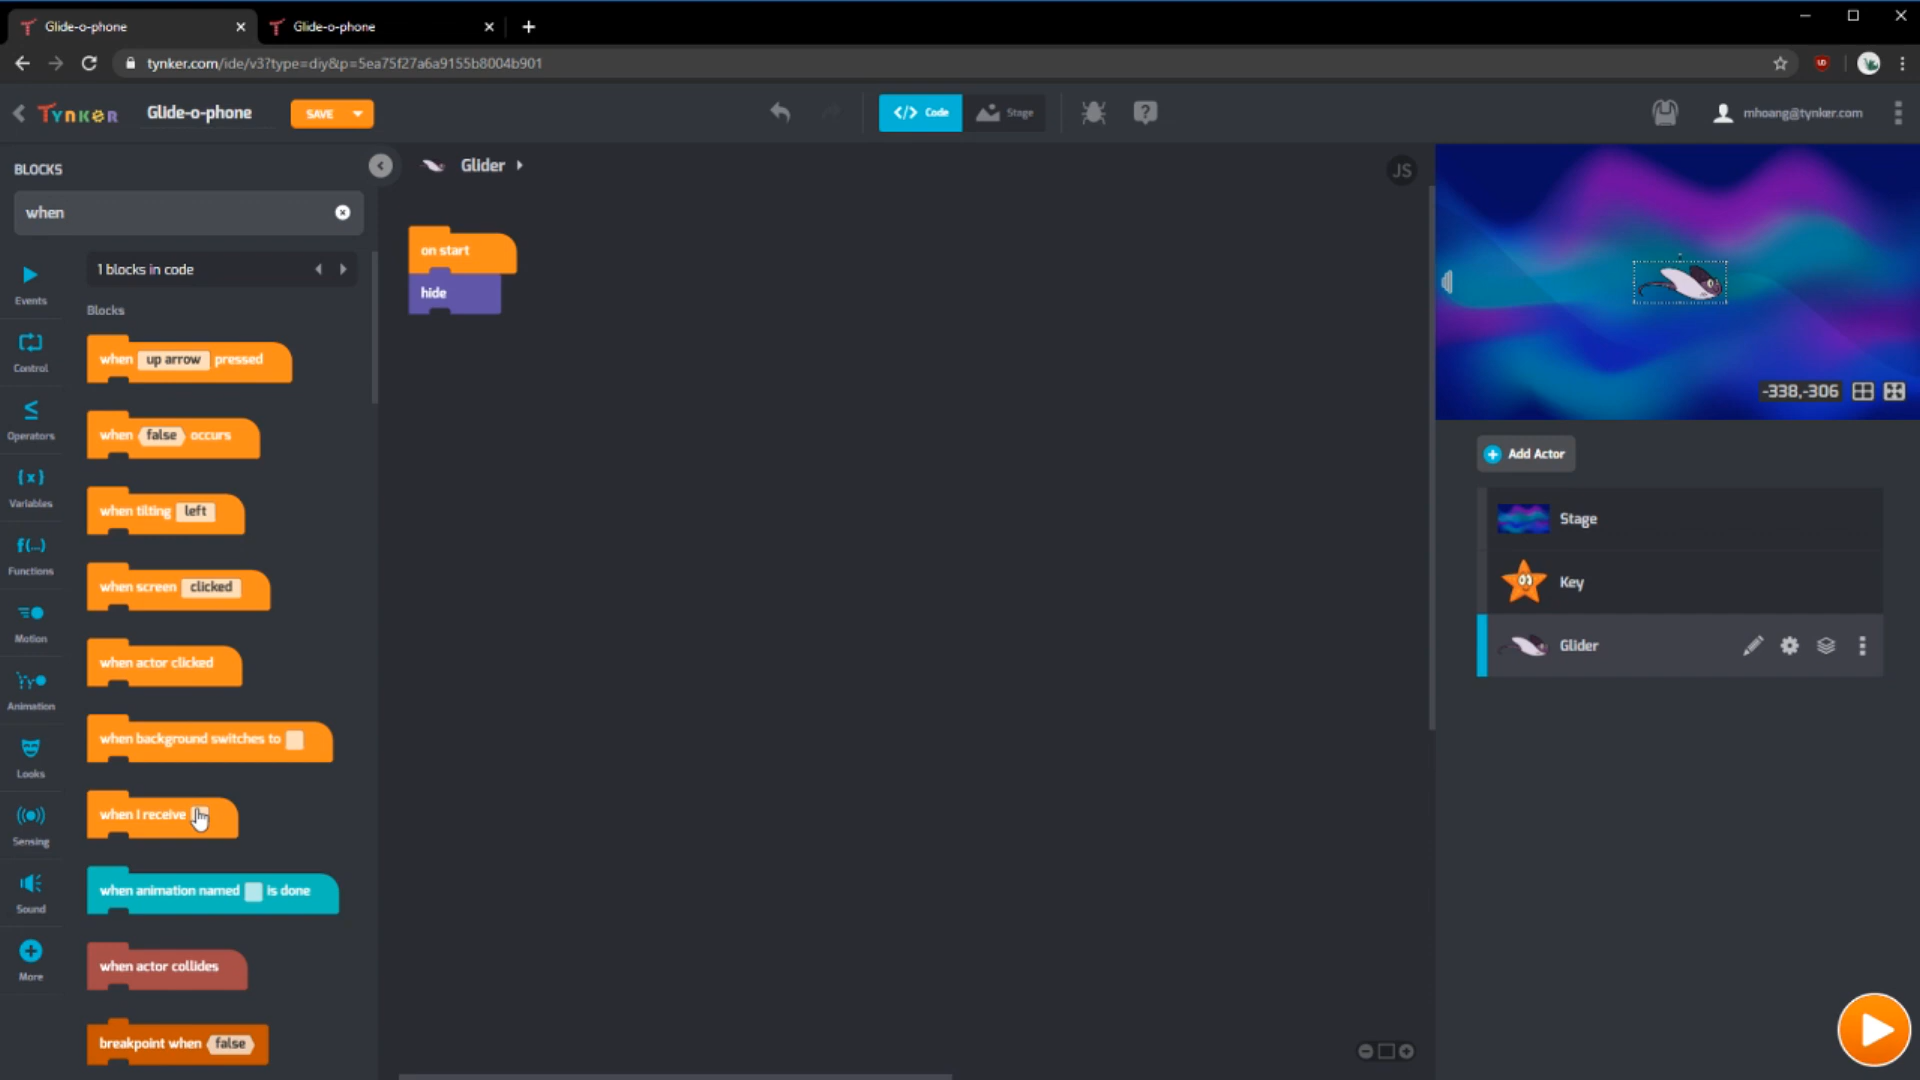 Glide-o-phone
Glide-o-phone
tynker.com/ide/v3?type=diy&p=5ea75f27a6a9155b8004b901
UD
TYNKER
Glide-o-phone
SAVE
</> Code
Stage
?
mhoang@tynker.com
BLOCKS
when
1 blocks in code
Blocks
Events
Control
Operators
{x}
Variables
f(...)
Functions
Motion
Animation
Looks
Sensing
Sound
More
when up arrow pressed
when false occurs
when tilting left
when screen clicked
when actor clicked
when background switches to
when I receive
when animation named is done
when actor collides
breakpoint when false
Glider
JS
on start
hide
-338,-306
Add Actor
Stage
Key
Glider